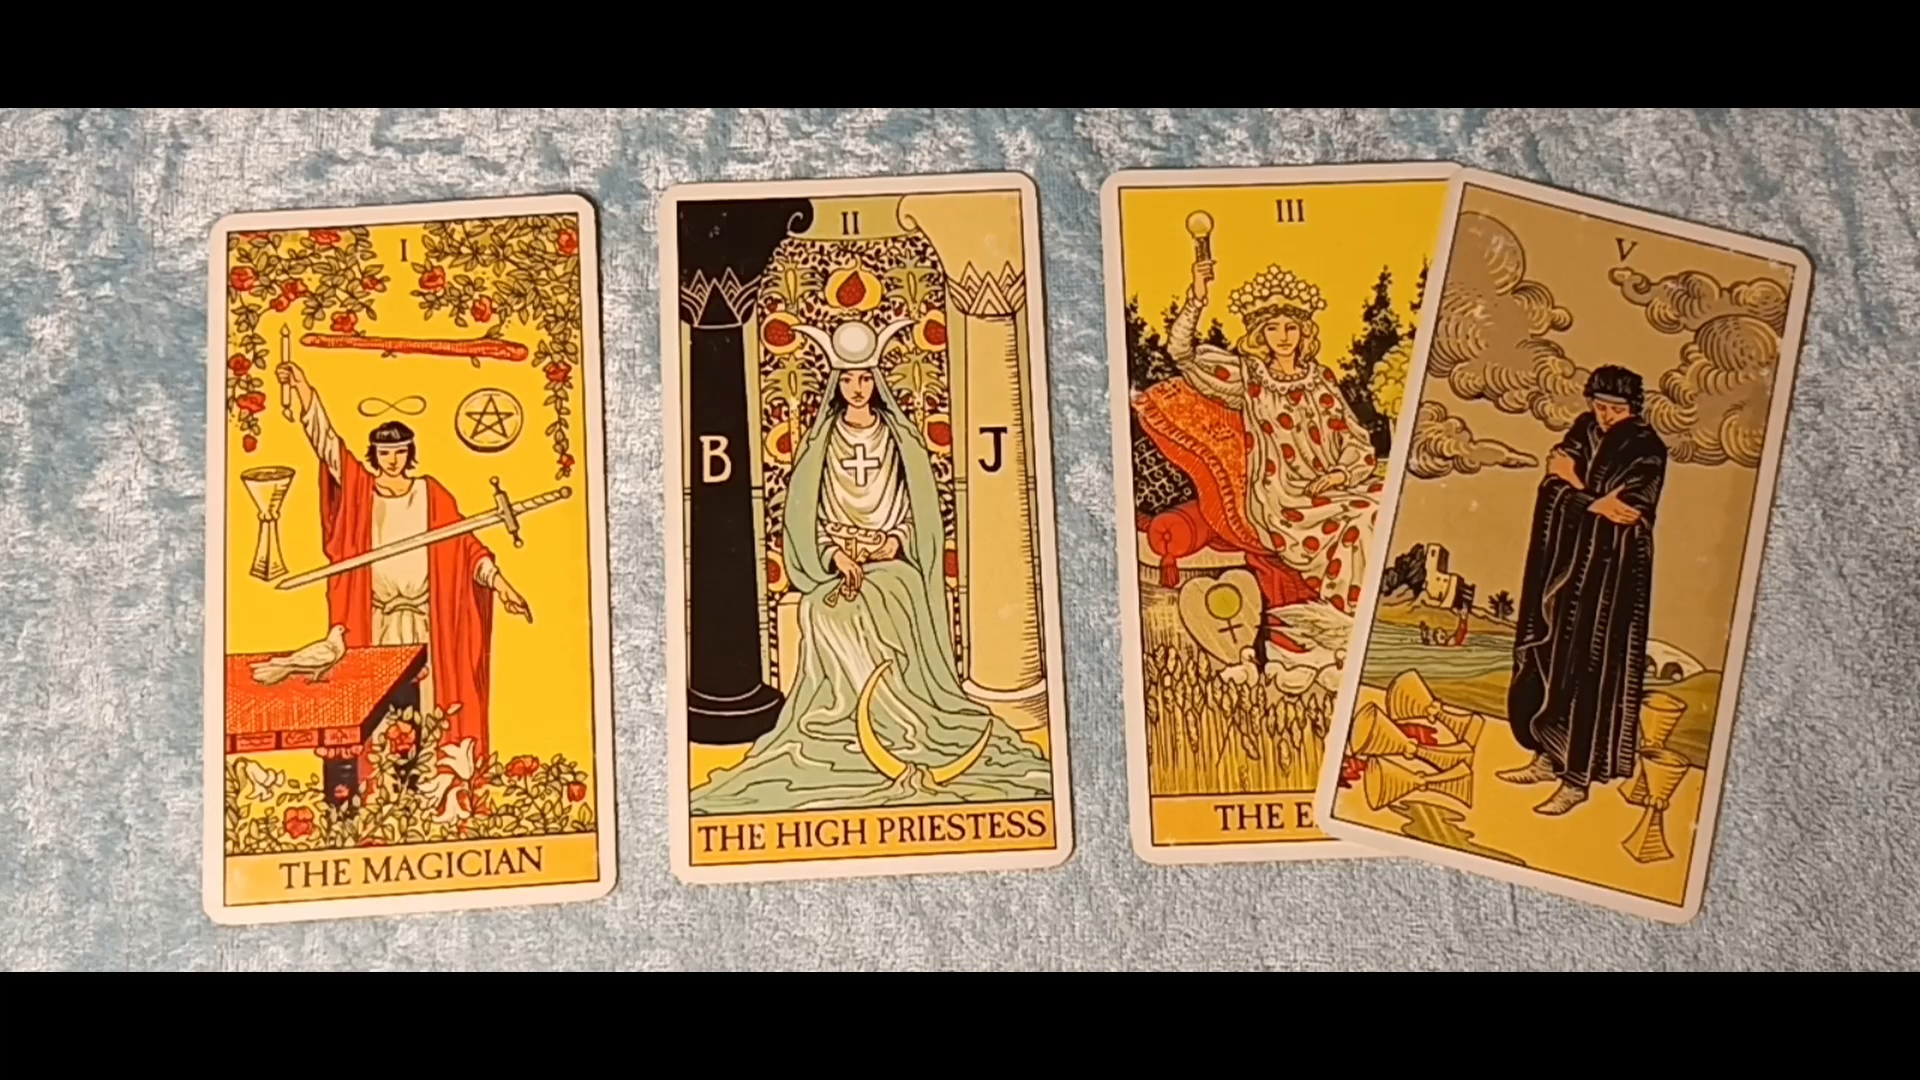 I
THE MAGICIAN
II
B
J
THE HIGH PRIESTESS
III
THE E
V